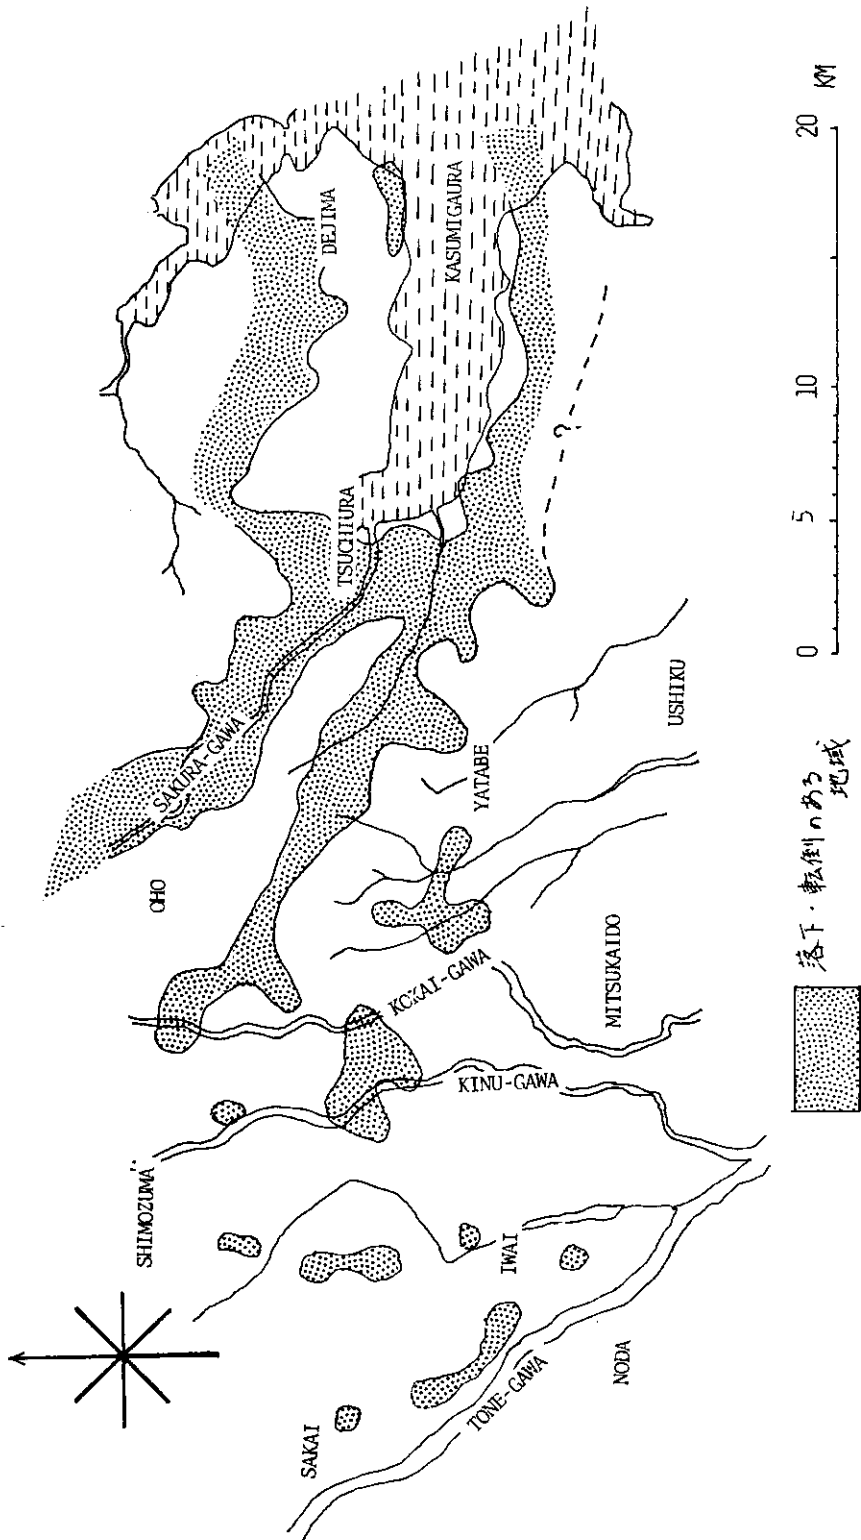 SHIMOZUMA
SAKAI
OHO
SAKURA-GAWA
TSUCHIURA
DEJIMA
KASUMIGAURA
YATABE
USHIKU
KOKAI-GAWA
MITSUKAIDO
KINU-GAWA
IWAI
TONE-GAWA
NODA
?
落下・転倒のある
地域
0 5 10 20 KM